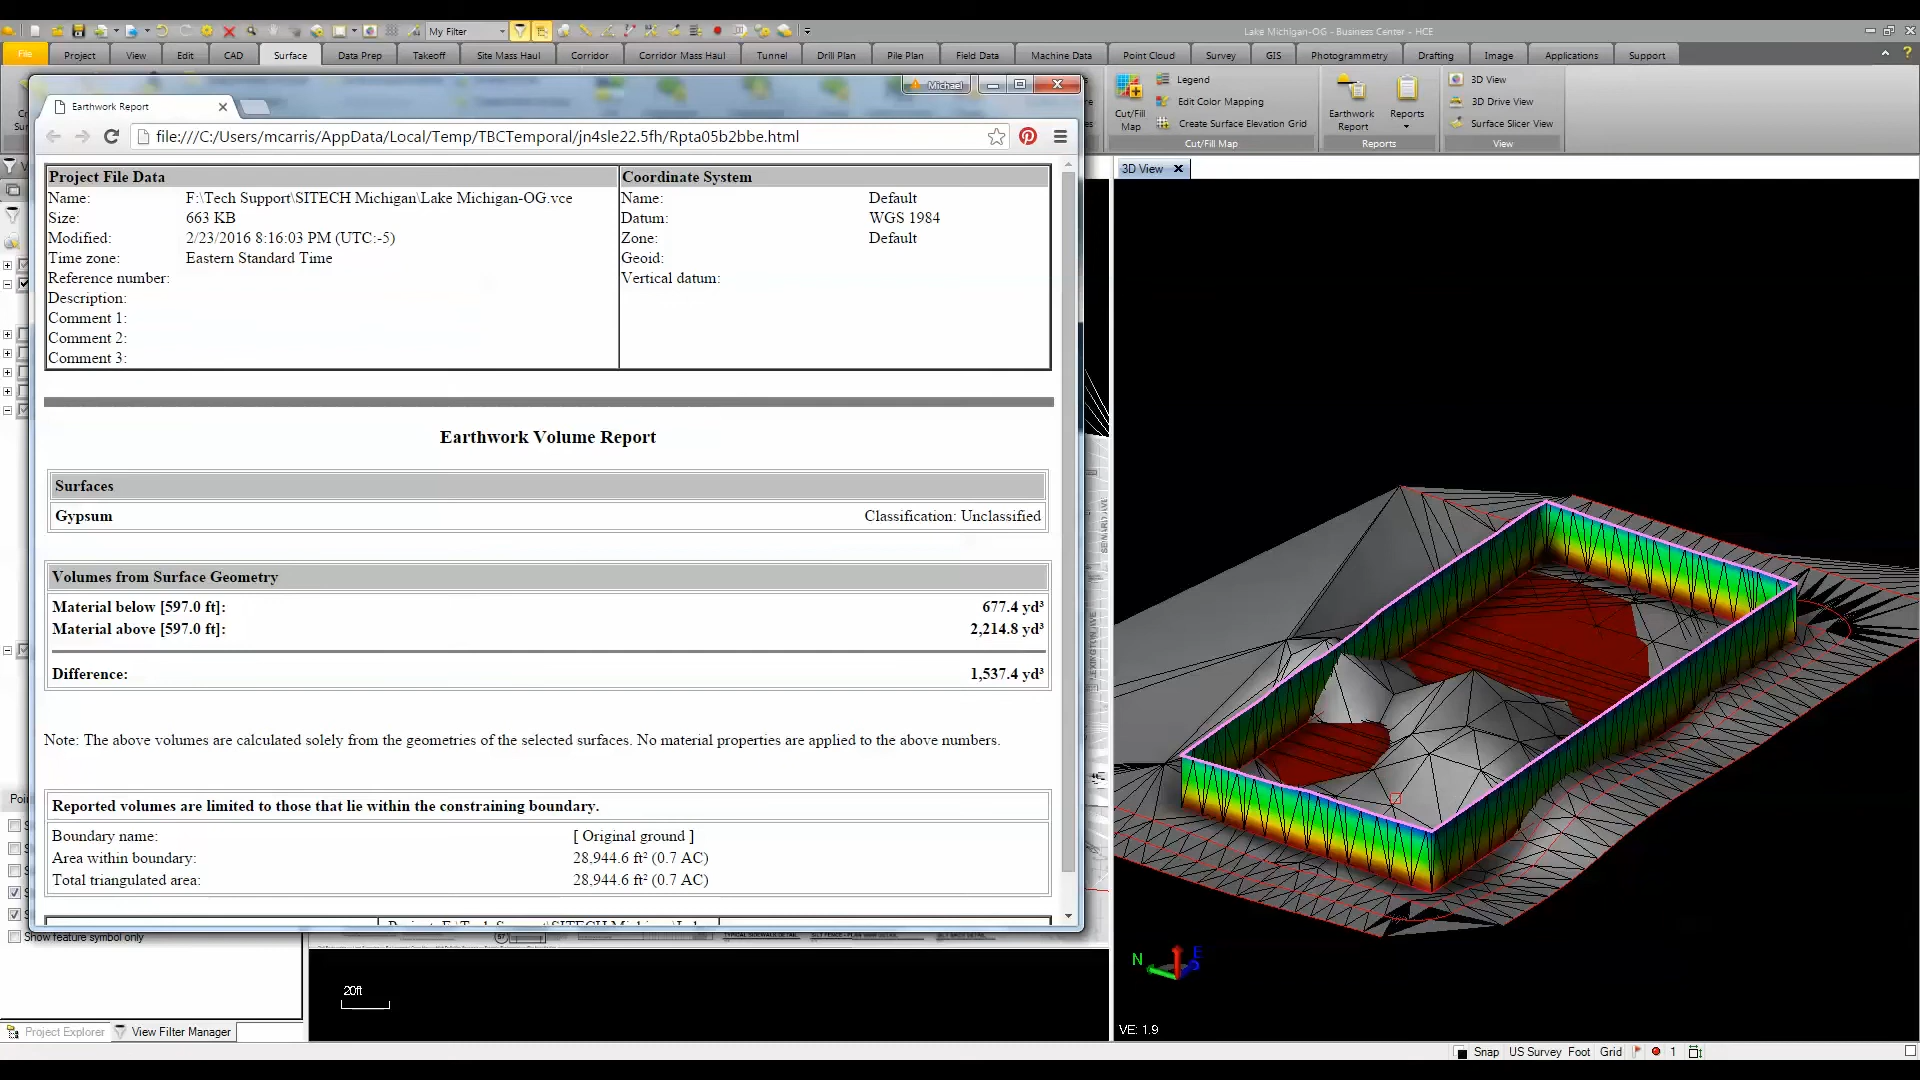 My Filter
Lake Michigan-OG - Business Center - HCE
File
Project
View
Edit
CAD
Surface
Data Prep
Takeoff
Site Mass Haul
Corridor
Corridor Mass Haul
Tunnel
Drill Plan
Pile Plan
Field Data
Machine Data
Point Cloud
Survey
GIS
Photogrammetry
Drafting
Image
Applications
Support
Michael
Cut/Fill
Map
Legend
Edit Color Mapping
Create Surface Elevation Grid
Cut/Fill Map
Earthwork
Report
Reports
Reports
3D View
3D Drive View
Surface Slicer View
View
Earthwork Report
file:///C:/Users/mcarris/AppData/Local/Temp/TBCTemporal/jn4sle22.5fh/Rpta05b2bbe.html
3D View
Project File Data
Name: F:\Tech Support\SITECH Michigan\Lake Michigan-OG.vce
Size: 663 KB
Modified: 2/23/2016 8:16:03 PM (UTC:-5)
Time zone: Eastern Standard Time
Reference number:
Description:
Comment 1:
Comment 2:
Comment 3:
Coordinate System
Name: Default
Datum: WGS 1984
Zone: Default
Geoid:
Vertical datum:
Earthwork Volume Report
Surfaces
Gypsum Classification: Unclassified
Volumes from Surface Geometry
Material below [597.0 ft]: 677.4 yd³
Material above [597.0 ft]: 2,214.8 yd³
Difference: 1,537.4 yd³
Note: The above volumes are calculated solely from the geometries of the selected surfaces. No material properties are applied to the above numbers.
Reported volumes are limited to those that lie within the constraining boundary.
Boundary name: [ Original ground ]
Area within boundary: 28,944.6 ft² (0.7 AC)
Total triangulated area: 28,944.6 ft² (0.7 AC)
Show feature symbol only
20ft
N
E
VE: 1.9
Project Explorer
View Filter Manager
Snap US Survey Foot Grid 1